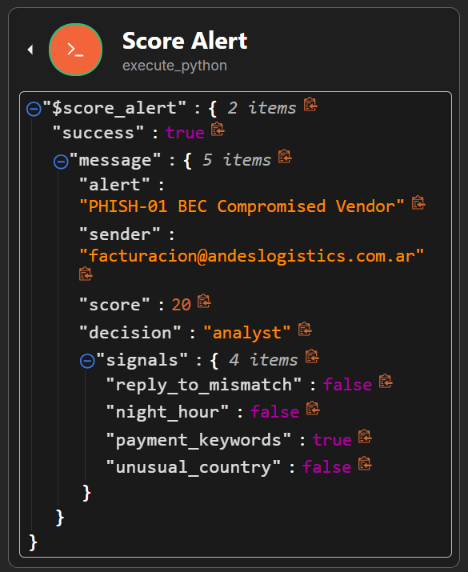 Score Alert
execute_python
"$score_alert" : { 2 items
"success" : true
"message" : { 5 items
"alert" :
"PHISH-01 BEC Compromised Vendor"
"sender" :
"facturacion@andeslogistics.com.ar"
"score" : 20
"decision" : "analyst"
"signals" : { 4 items
"reply_to_mismatch" : false
"night_hour" : false
"payment_keywords" : true
"unusual_country" : false
}
}
}